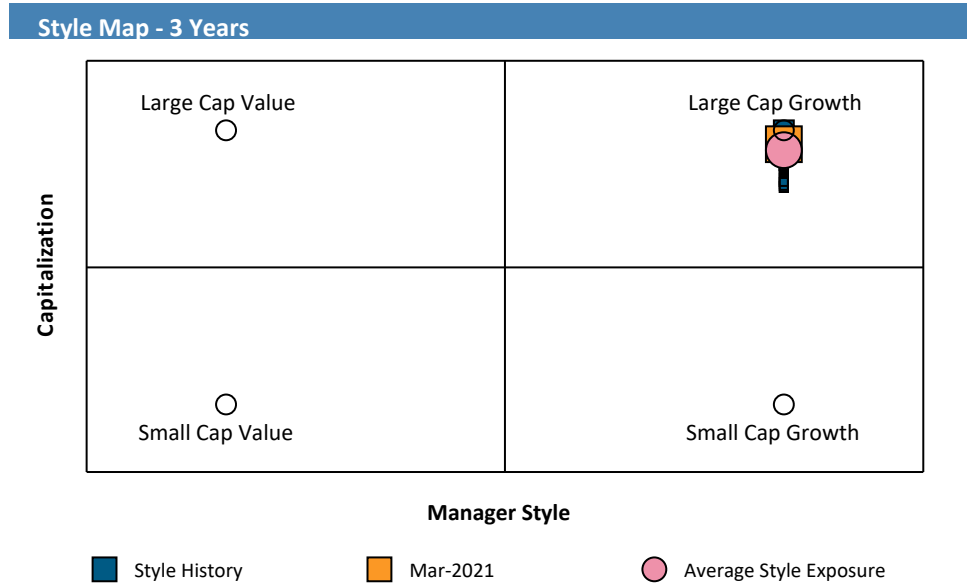 Style Map - 3 Years
Large Cap Value
Large Cap Growth
Capitalization
Small Cap Value
Small Cap Growth
Manager Style
Style History
Mar-2021
Average Style Exposure